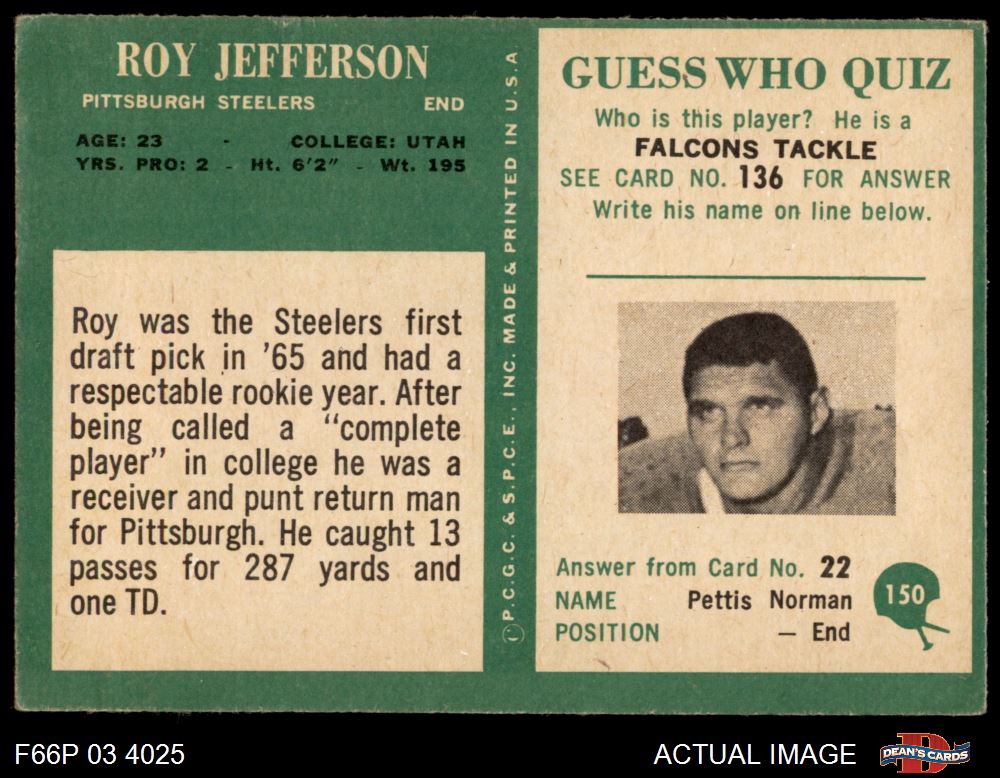 ROY JEFFERSON
PITTSBURGH STEELERS END
AGE: 23 - COLLEGE: UTAH
YRS. PRO: 2 - Ht. 6'2" - Wt. 195
Roy was the Steelers first
draft pick in '65 and had a
respectable rookie year. After
being called a "complete
player" in college he was a
receiver and punt return man
for Pittsburgh. He caught 13
passes for 287 yards and
one TD.
©P.C.G.C. & S.P.C.E., INC. MADE & PRINTED IN U.S.A
GUESS WHO QUIZ
Who is this player? He is a
FALCONS TACKLE
SEE CARD NO. 136 FOR ANSWER
Write his name on line below.
Answer from Card No. 22
NAME Pettis Norman
POSITION — End
150
F66P 03 4025
ACTUAL IMAGE
DEAN'S CARDS